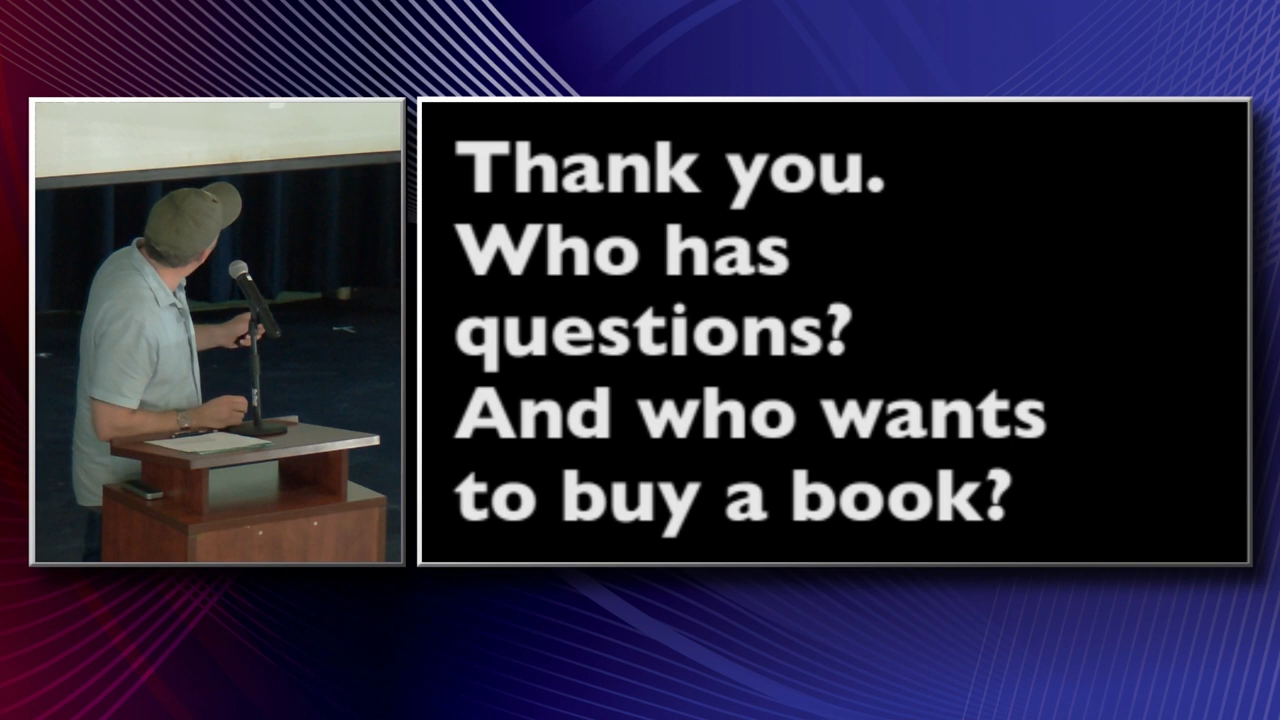 Thank you.
Who has
questions?
And who wants
to buy a book?